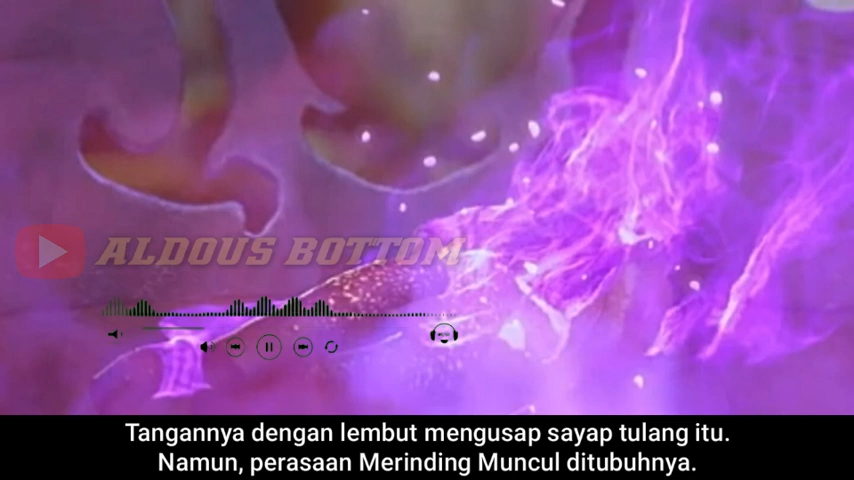 ALDOUS BOTTOM
Tangannya dengan lembut mengusap sayap tulang itu.
Namun, perasaan Merinding Muncul ditubuhnya.